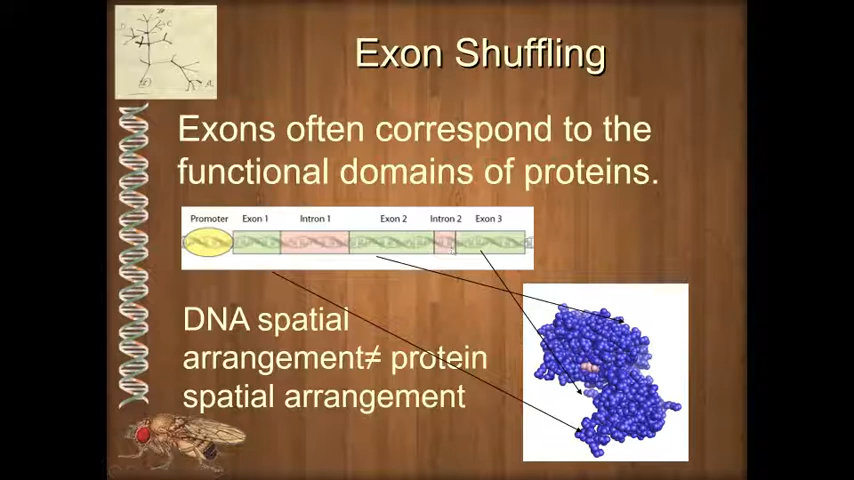 Exon Shuffling
Exons often correspond to the
functional domains of proteins.
Promoter Exon 1 Intron 1 Exon 2 Intron 2 Exon 3
DNA spatial
arrangement≠ protein
spatial arrangement